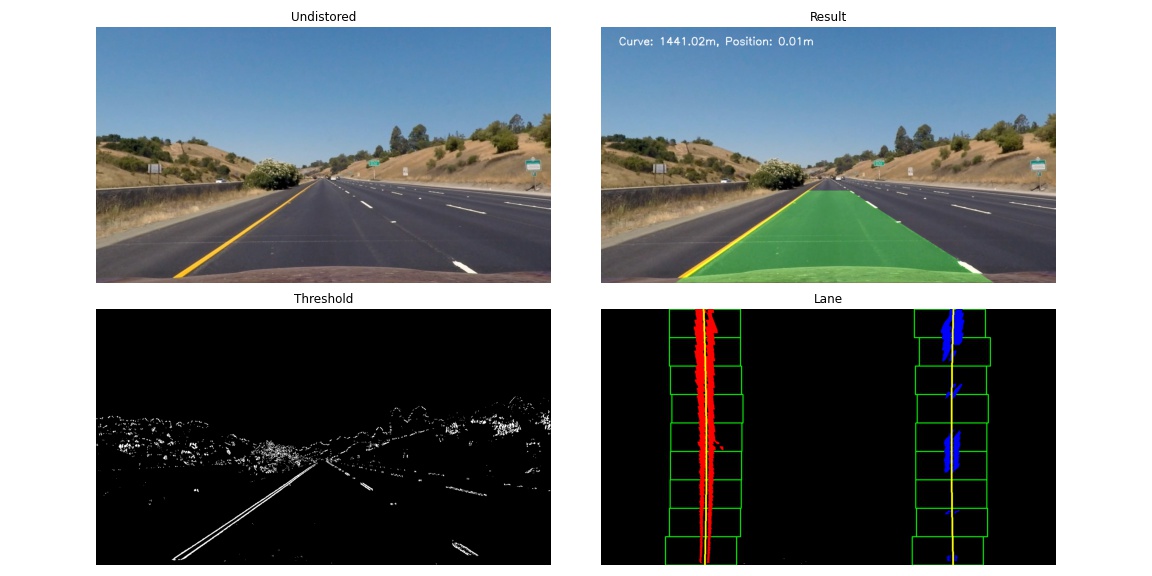 Undistored
Result
Curve: 1441.02m, Position: 0.01m
Threshold
Lane